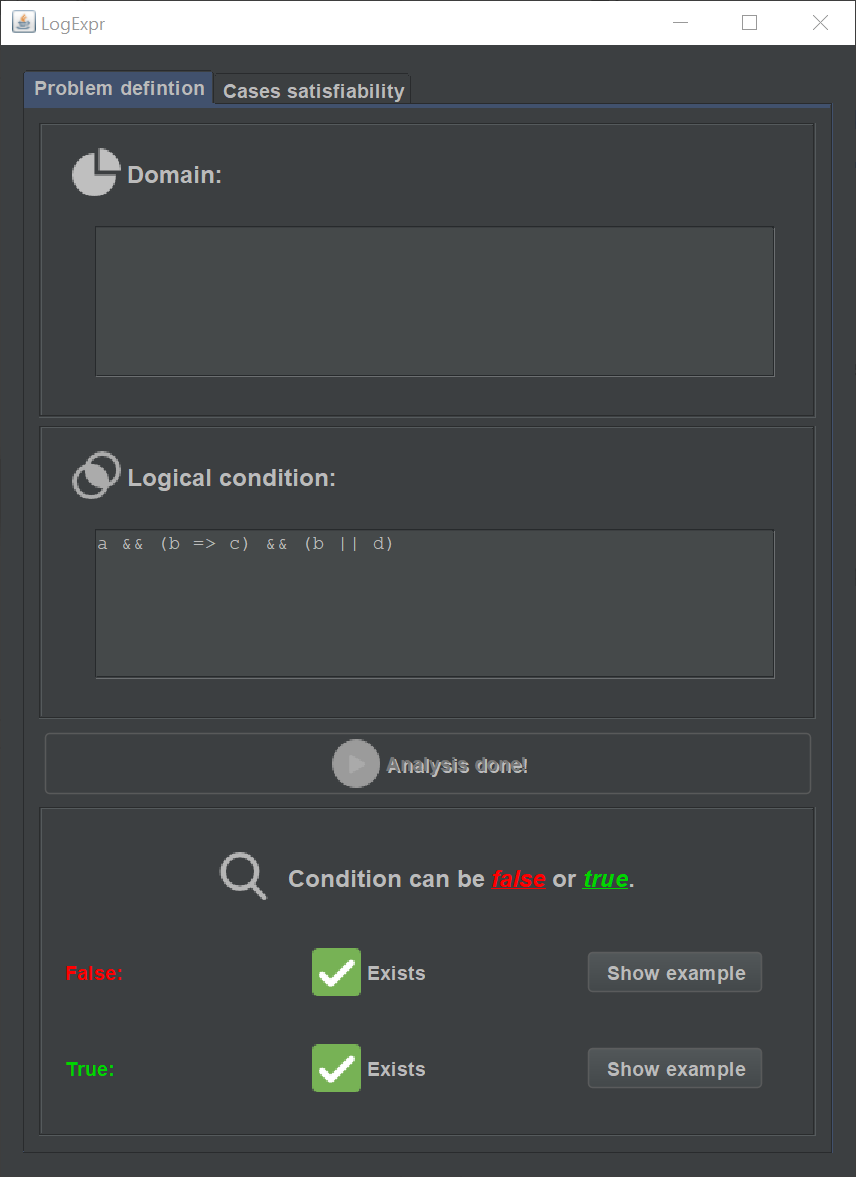 LogExpr
Problem defintion Cases satisfiability
Domain:
Logical condition:
a && (b => c) && (b || d)
Analysis done!
Condition can be false or true.
False: Exists Show example
True: Exists Show example